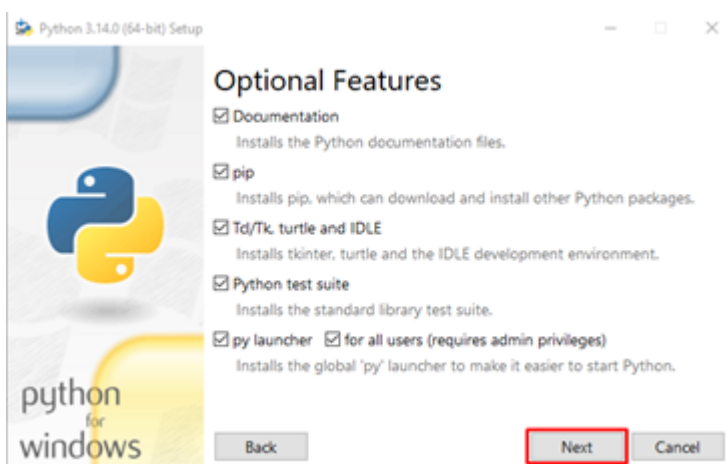 Python 3.14.0 (64-bit) Setup
Optional Features
Documentation
Installs the Python documentation files.
pip
Installs pip, which can download and install other Python packages.
Tcl/Tk, turtle and IDLE
Installs tkinter, turtle and the IDLE development environment.
Python test suite
Installs the standard library test suite.
py launcher for all users (requires admin privileges)
Installs the global 'py' launcher to make it easier to start Python.
python
for
windows
Back Next Cancel